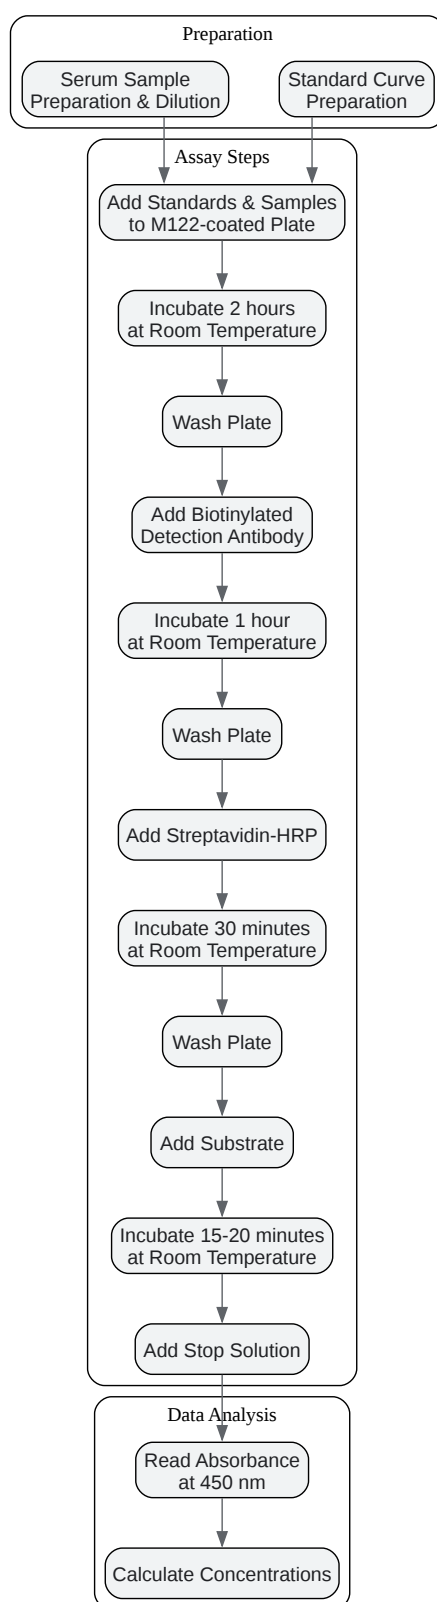 Preparation
Serum Sample
Preparation & Dilution
Standard Curve
Preparation
Assay Steps
Add Standards & Samples
to M122-coated Plate
Incubate 2 hours
at Room Temperature
Wash Plate
Add Biotinylated
Detection Antibody
Incubate 1 hour
at Room Temperature
Wash Plate
Add Streptavidin-HRP
Incubate 30 minutes
at Room Temperature
Wash Plate
Add Substrate
Incubate 15-20 minutes
at Room Temperature
Add Stop Solution
Data Analysis
Read Absorbance
at 450 nm
Calculate Concentrations